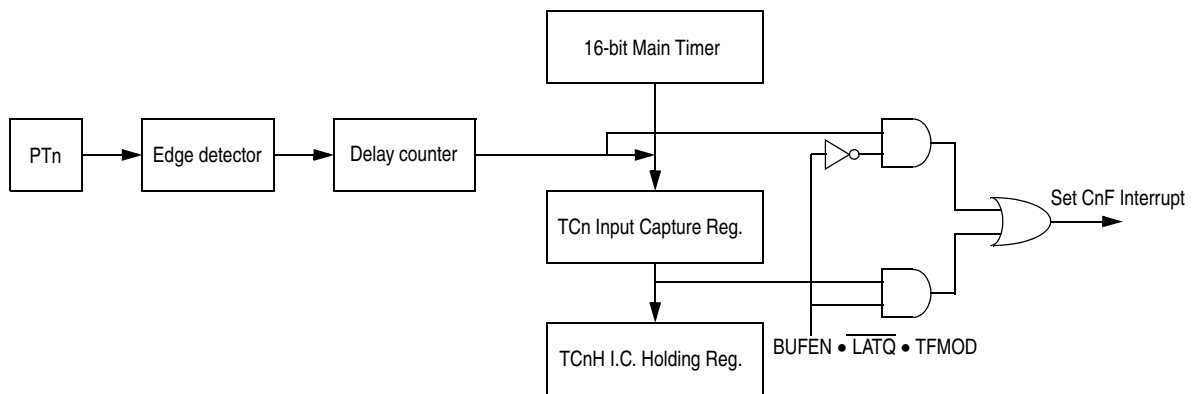 16-bit Main Timer
PTn
Edge detector
Delay counter
Set CnF Interrupt
TCn Input Capture Reg.
BUFEN • L̅A̅T̅Q̅ • TFMOD
TCnH I.C. Holding Reg.